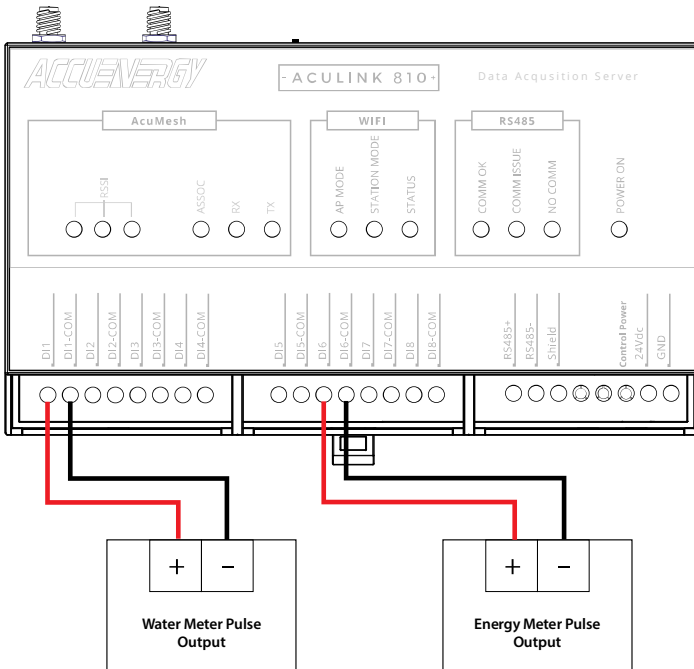 ACCUENERGY
- ACULINK 810 +
Data Acqusition Server
AcuMesh
WIFI
RS485
RSSI
ASSOC
RX
TX
AP MODE
STATION MODE
STATUS
COMM OK
COMM ISSUE
NO COMM
POWER ON
DI1
DI1-COM
DI2
DI2-COM
DI3
DI3-COM
DI4
DI4-COM
DI5
DI5-COM
DI6
DI6-COM
DI7
DI7-COM
DI8
DI8-COM
RS485+
RS485-
Shield
Control Power
24Vdc
GND
+ −
+ −
Water Meter Pulse
Output
Energy Meter Pulse
Output